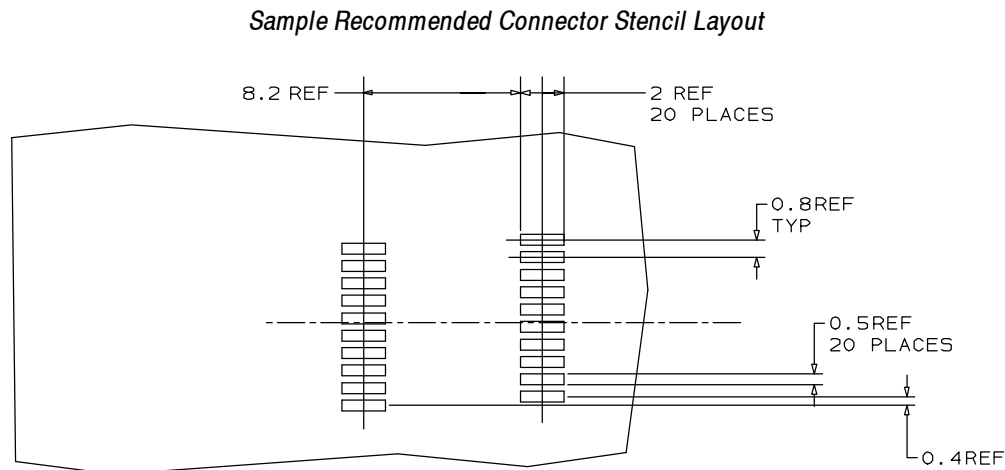 Sample Recommended Connector Stencil Layout
8.2 REF
2 REF
20 PLACES
0.8REF
TYP
0.5REF
20 PLACES
0.4REF